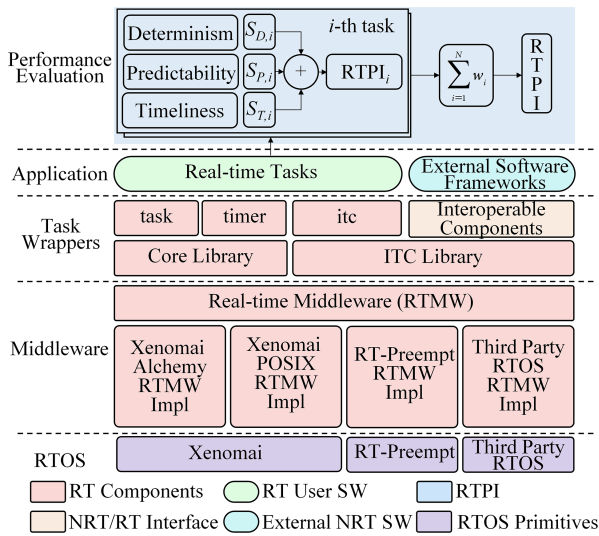 Performance
Evaluation
i-th task
Determinism
S_{D,i}
Predictability
S_{P,i}
Timeliness
S_{T,i}
+
RTPI_i
\sum_{i=1}^{N} w_i
R
T
P
I
Application
Real-time Tasks
External Software
Frameworks
Task
Wrappers
task
timer
itc
Interoperable
Components
Core Library
ITC Library
Middleware
Real-time Middleware (RTMW)
Xenomai
Alchemy
RTMW
Impl
Xenomai
POSIX
RTMW
Impl
RT-Preempt
RTMW
Impl
Third Party
RTOS
RTMW
Impl
RTOS
Xenomai
RT-Preempt
Third Party
RTOS
RT Components
RT User SW
RTPI
NRT/RT Interface
External NRT SW
RTOS Primitives